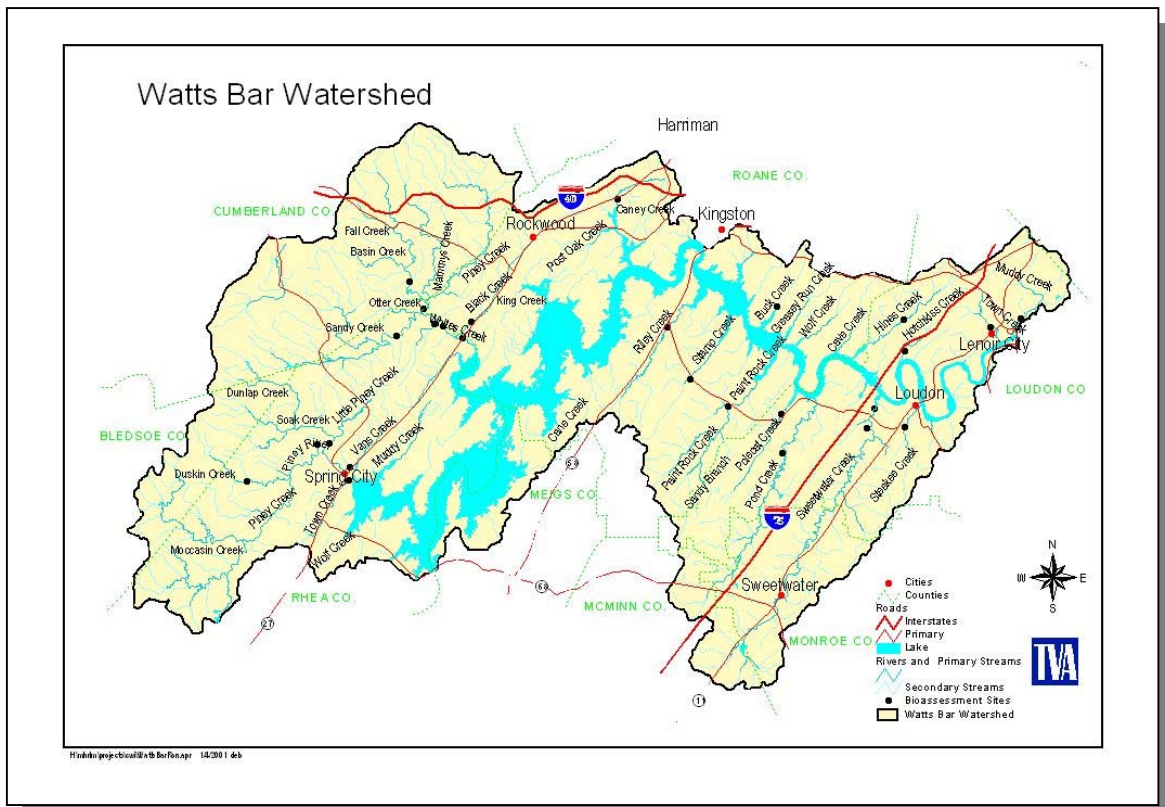 Watts Bar Watershed
Harriman
ROANE CO.
40
CUMBERLAND CO.
Caney Creek
Kingston
Fall Creek
Rockwood
Basin Creek
Mammys Creek
Piney Creek
Post Oak Creek
Muddy Creek
Black Creek
King Creek
Buck Creek
Greasey Run Creek
Wolf Creek
Cave Creek
Hines Creek
Hotchkiss Creek
Town Creek
Otter Creek
Whites Creek
Sandy Creek
Riley Creek
Stamp Creek
Paint Rock Creek
Lenoir City
Dunlap Creek
Little Piney Creek
Loudon
LOUDON CO
Soak Creek
BLEDSOE CO.
Piney River
Vans Creek
Muddy Creek
Cane Creek
Paint Rock Creek
Sandy Branch
Polecat Creek
Pond Creek
Sweetwater Creek
Steekee Creek
Duskin Creek
Spring City
58
MEIGS CO.
Piney Creek
Town Creek
75
Moccasin Creek
Wolf Creek
RHEA CO.
68
MCMINN CO.
Sweetwater
MONROE CO.
27
11
N
W
E
S
Cities
Counties
Roads
Interstates
Primary
Lake
Rivers and Primary Streams
Secondary Streams
Bioassessment Sites
Watts Bar Watershed
TVA
1/4/2001 deb